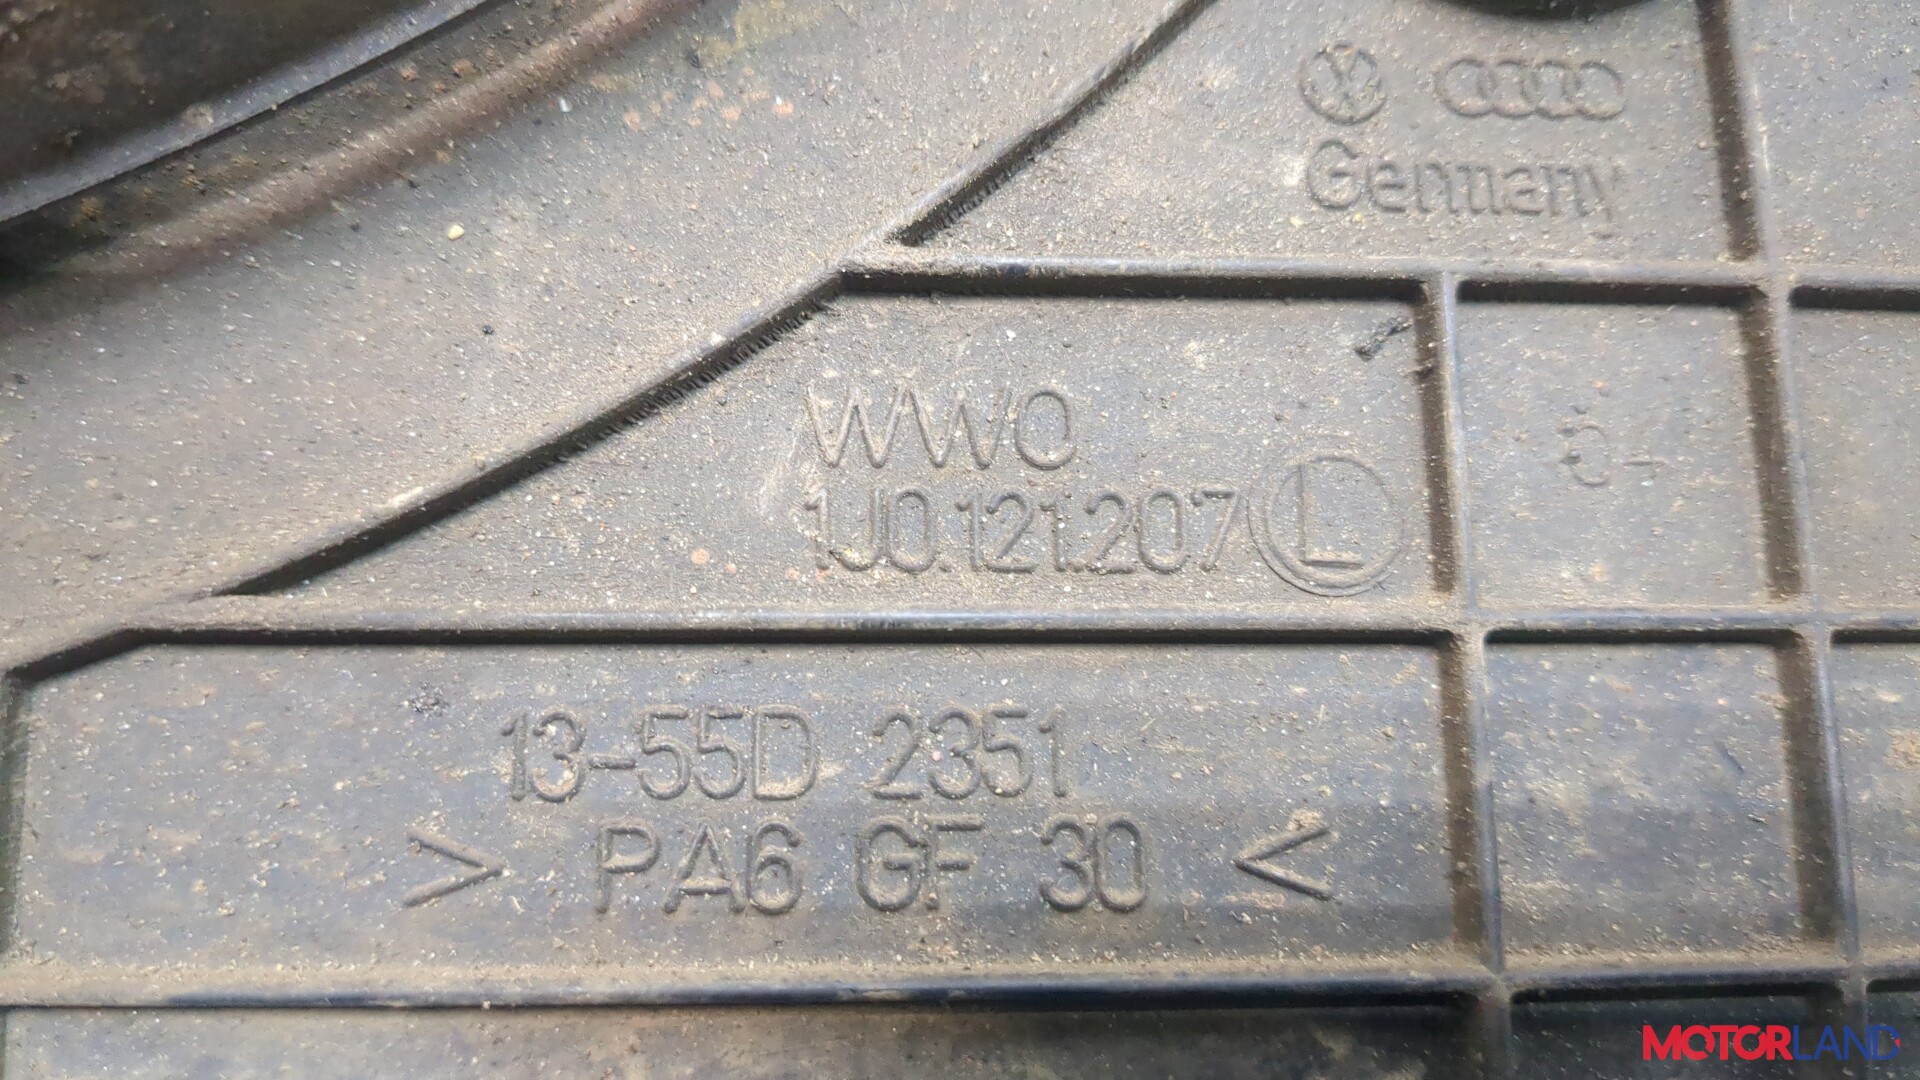 Germany
WWO
1J0.121.207 L
13-55D 2351
> PA6 GF 30 <
MOTORLAND